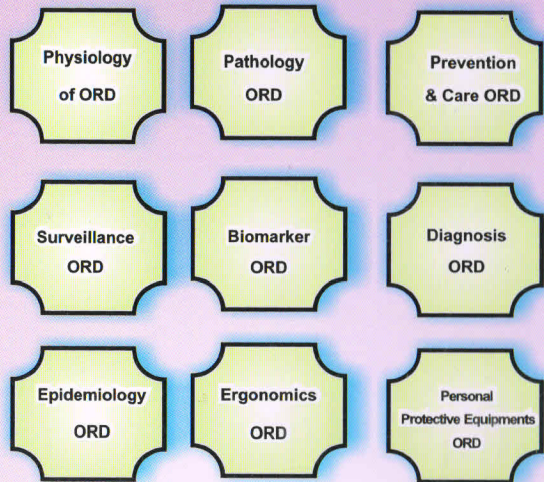 Physiology
of ORD
Pathology
ORD
Prevention
& Care ORD
Surveillance
ORD
Biomarker
ORD
Diagnosis
ORD
Epidemiology
ORD
Ergonomics
ORD
Personal
Protective Equipments
ORD